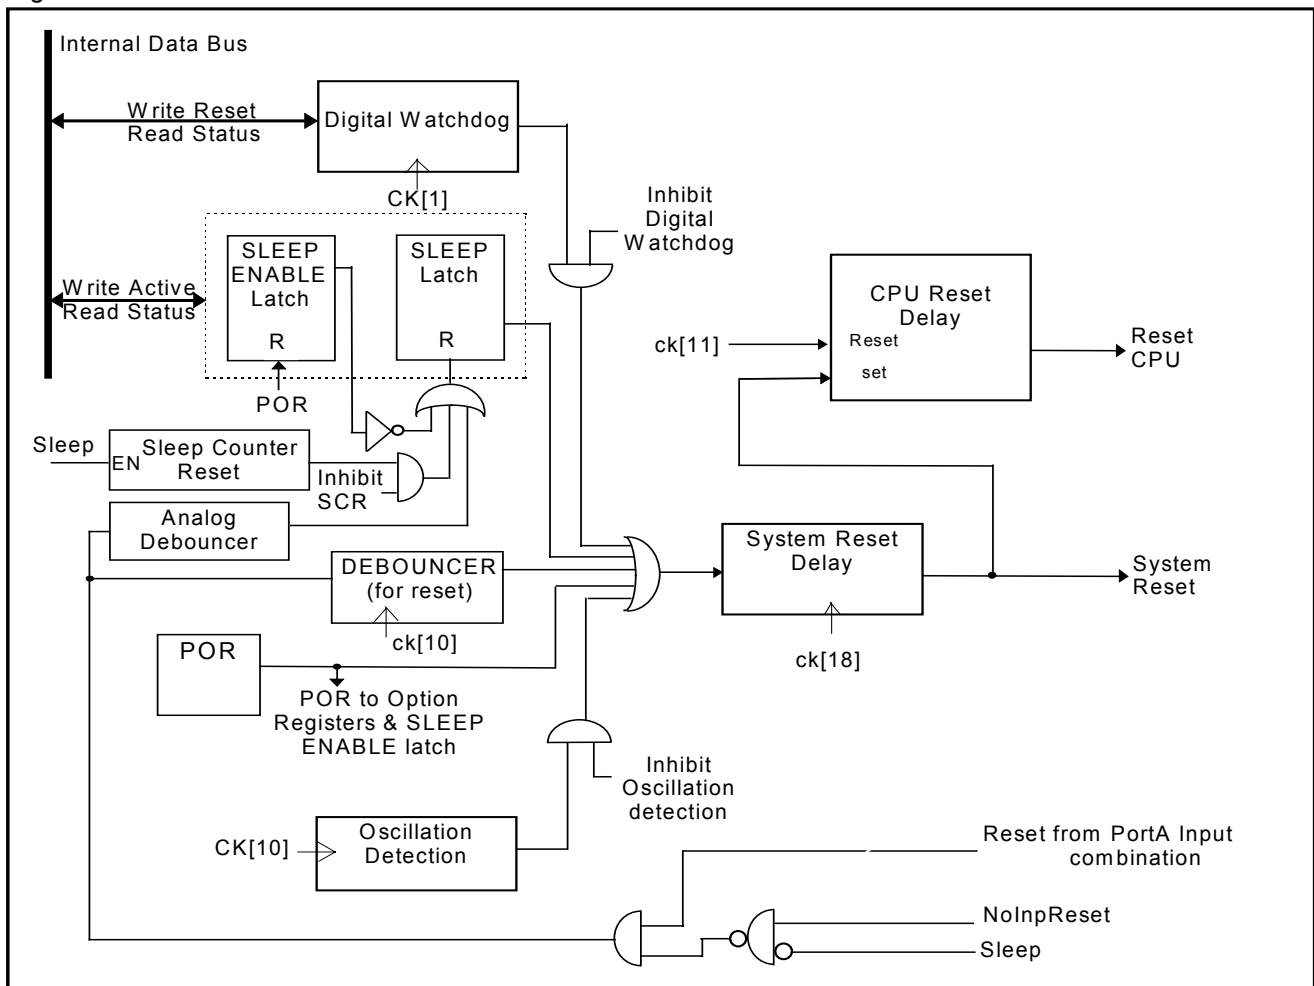 Internal Data Bus
Write Reset
Read Status
Digital Watchdog
CK[1]
Inhibit
Digital
Watchdog
SLEEP
ENABLE
Latch
R
SLEEP
Latch
R
Write Active
Read Status
POR
CPU Reset
Delay
Reset
set
ck[11]
Reset
CPU
Sleep
EN
Sleep Counter
Reset
Inhibit
SCR
Analog
Debouncer
DEBOUNCER
(for reset)
ck[10]
System Reset
Delay
ck[18]
System
Reset
POR
POR to Option
Registers & SLEEP
ENABLE latch
Inhibit
Oscillation
detection
CK[10]
Oscillation
Detection
Reset from PortA Input
combination
NoInpReset
Sleep